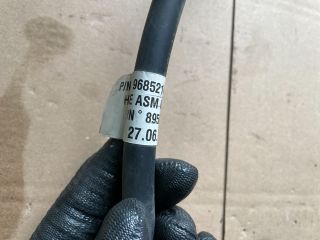 P/N 968521
HE ASM-
N° 895
27.06.